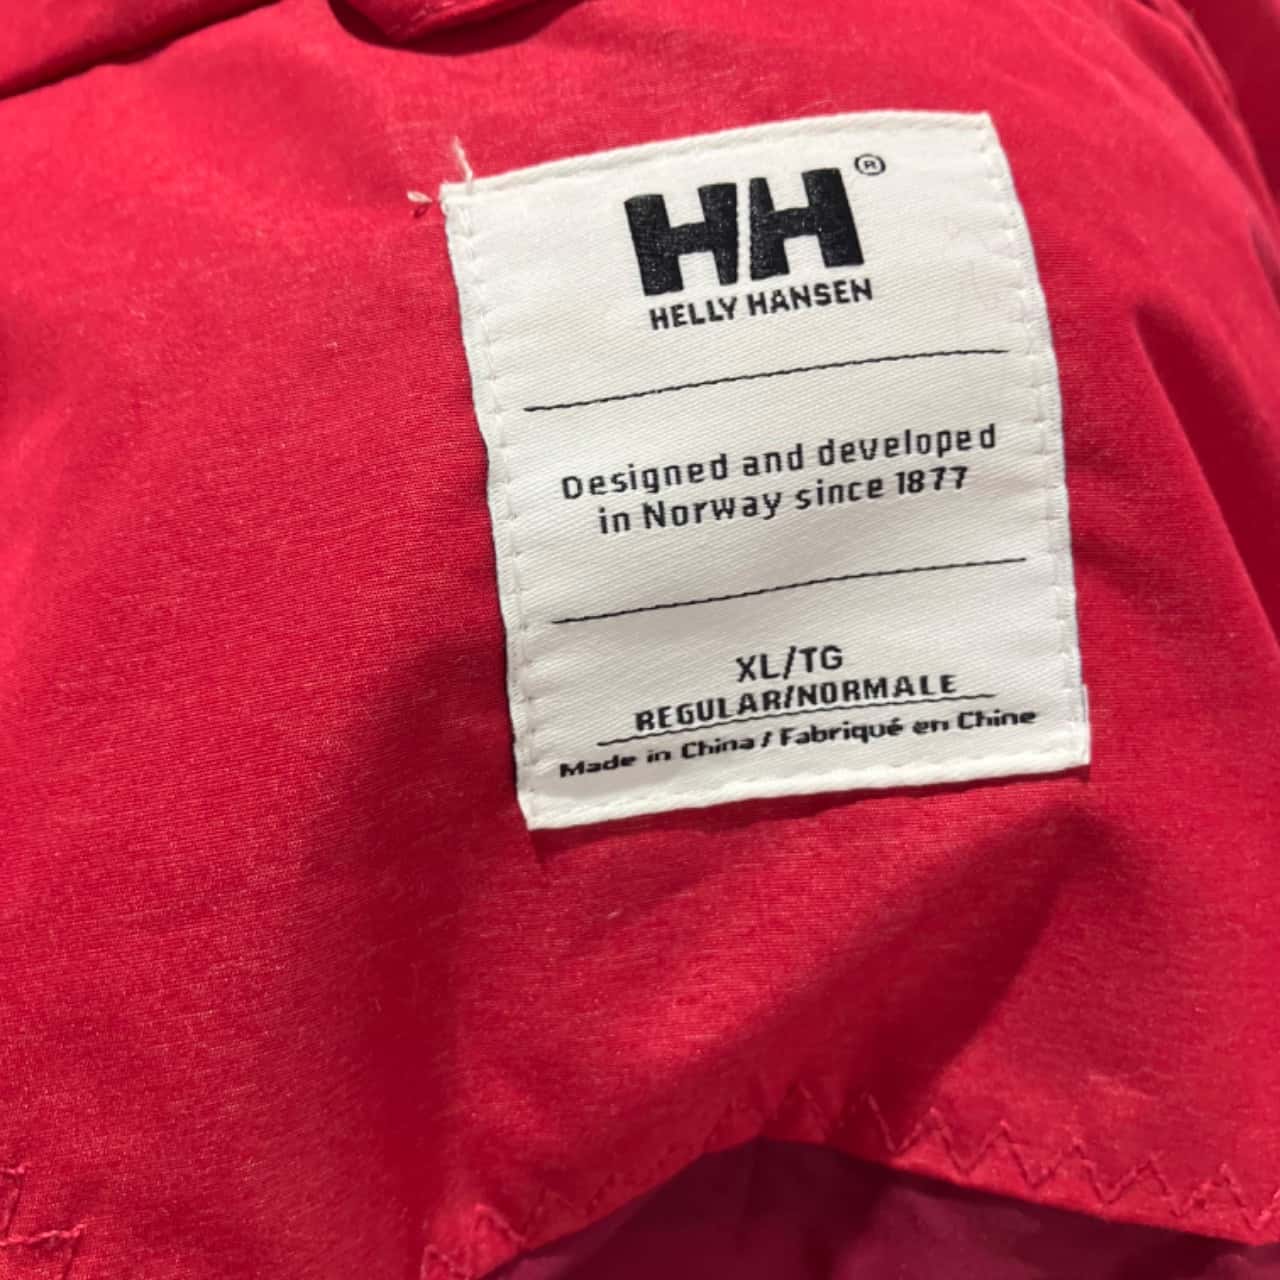 HH®
HELLY HANSEN
Designed and developed
in Norway since 1877
XL/TG
REGULAR/NORMALE
Made in China / Fabriqué en Chine